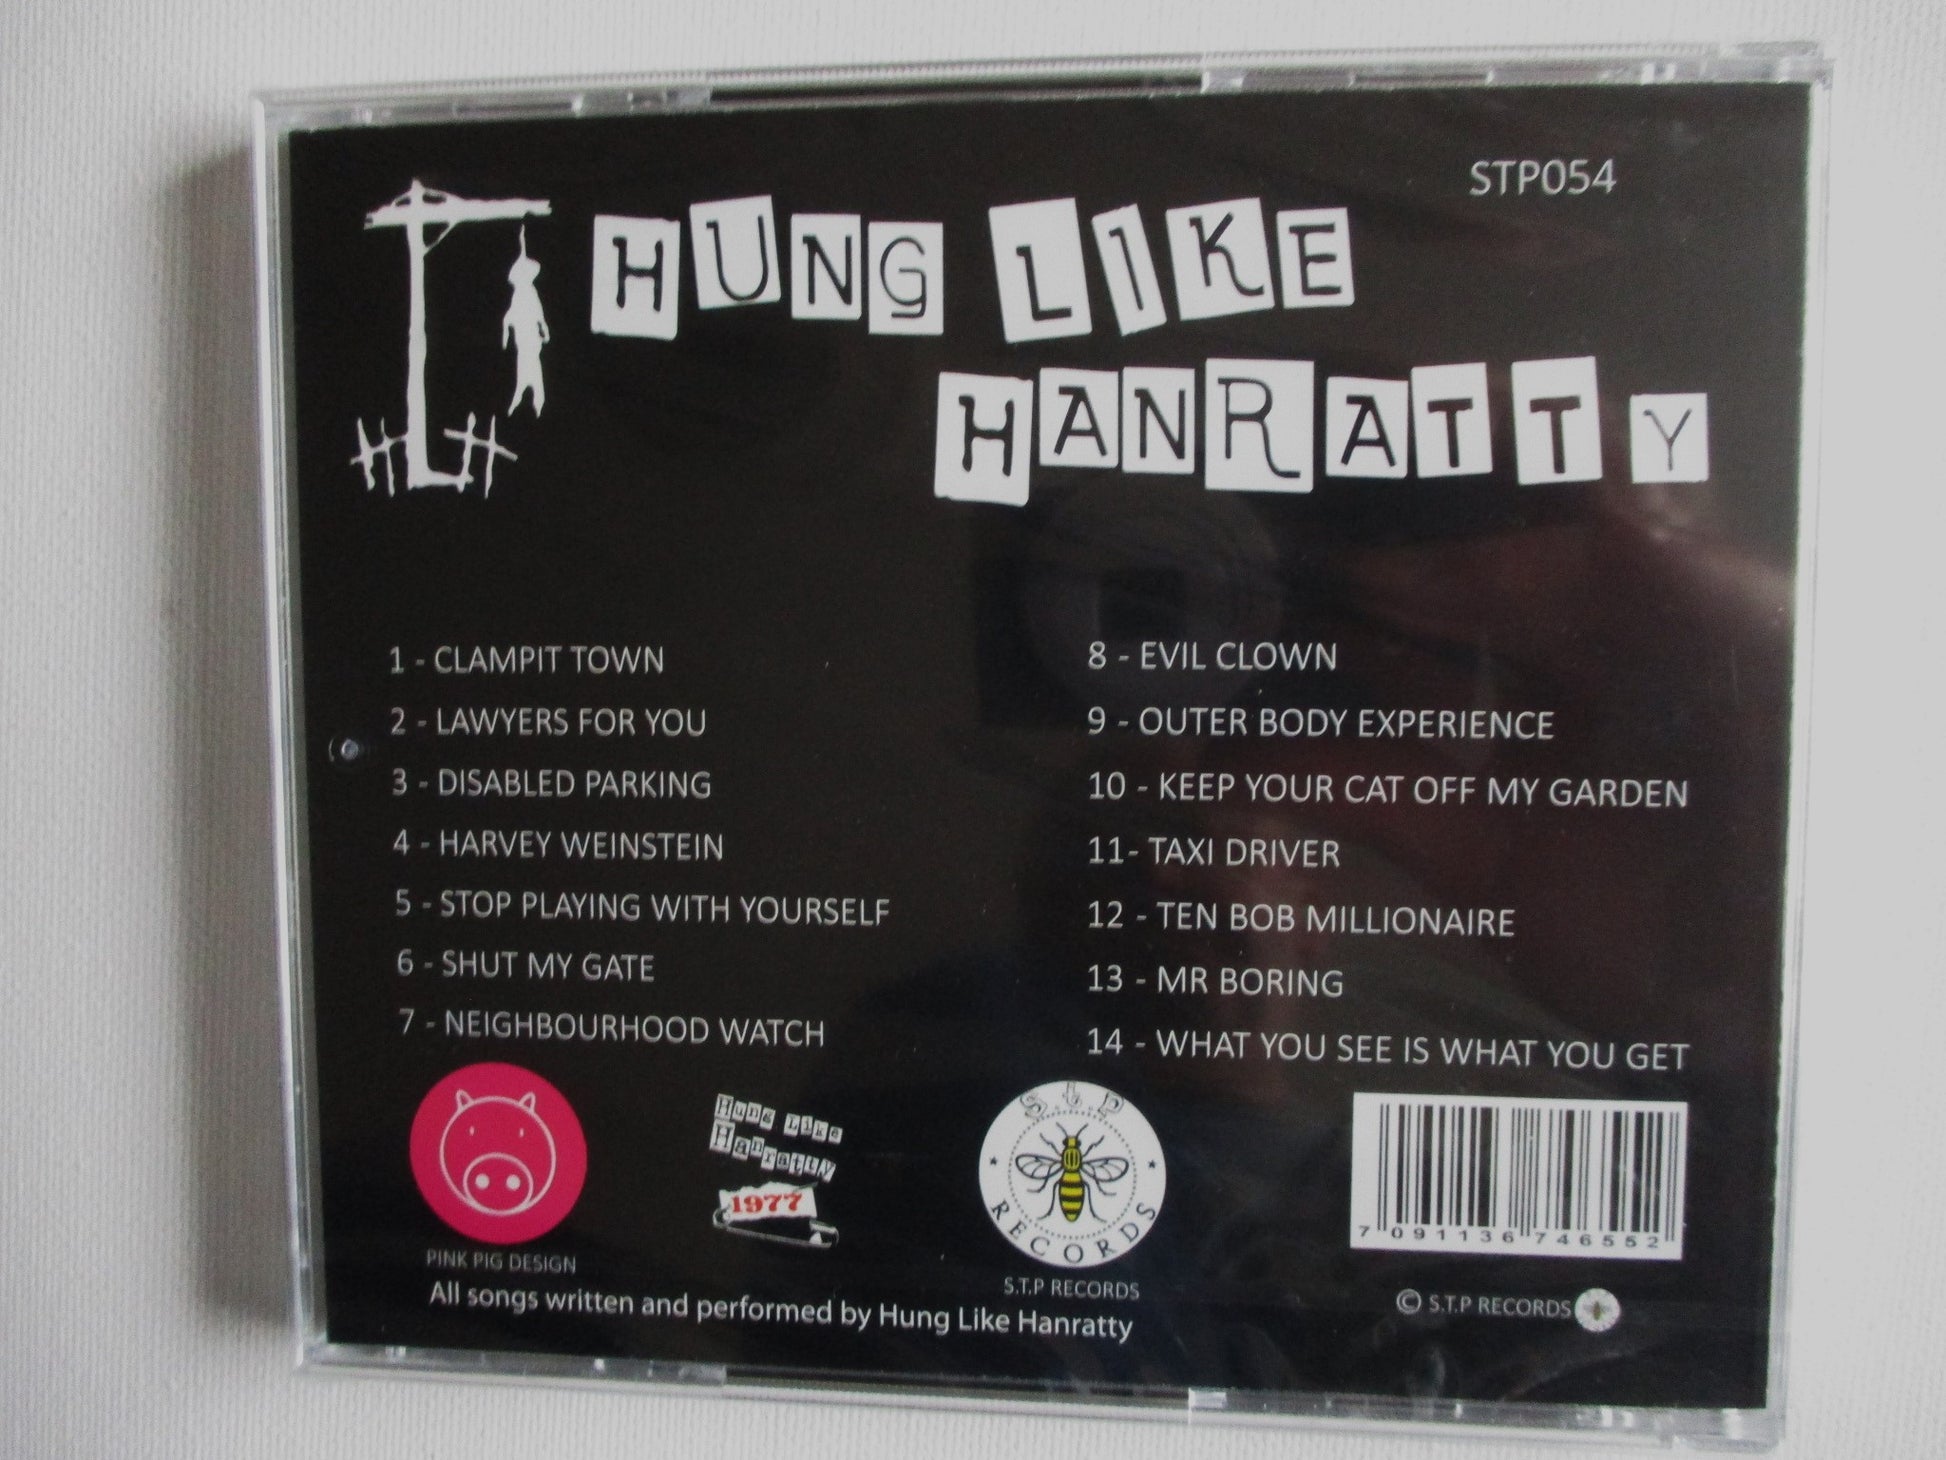 STP054
HUNG LIKE
HANRATTY
HLH
1 - CLAMPIT TOWN
2 - LAWYERS FOR YOU
3 - DISABLED PARKING
4 - HARVEY WEINSTEIN
5 - STOP PLAYING WITH YOURSELF
6 - SHUT MY GATE
7 - NEIGHBOURHOOD WATCH
8 - EVIL CLOWN
9 - OUTER BODY EXPERIENCE
10 - KEEP YOUR CAT OFF MY GARDEN
11- TAXI DRIVER
12 - TEN BOB MILLIONAIRE
13 - MR BORING
14 - WHAT YOU SEE IS WHAT YOU GET
PINK PIG DESIGN
Hung Like
Hanratty
1977
S.T.P
RECORDS
S.T.P RECORDS
7 091136 746552
© S.T.P RECORDS
All songs written and performed by Hung Like Hanratty